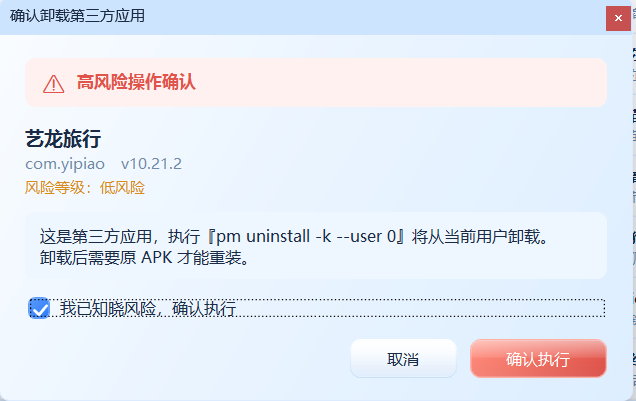 确认卸载第三方应用
高风险操作确认
艺龙旅行
com.yipiao v10.21.2
风险等级：低风险
这是第三方应用，执行『pm uninstall -k --user 0』将从当前用户卸载。
卸载后需要原 APK 才能重装。
我已知晓风险，确认执行
取消 确认执行